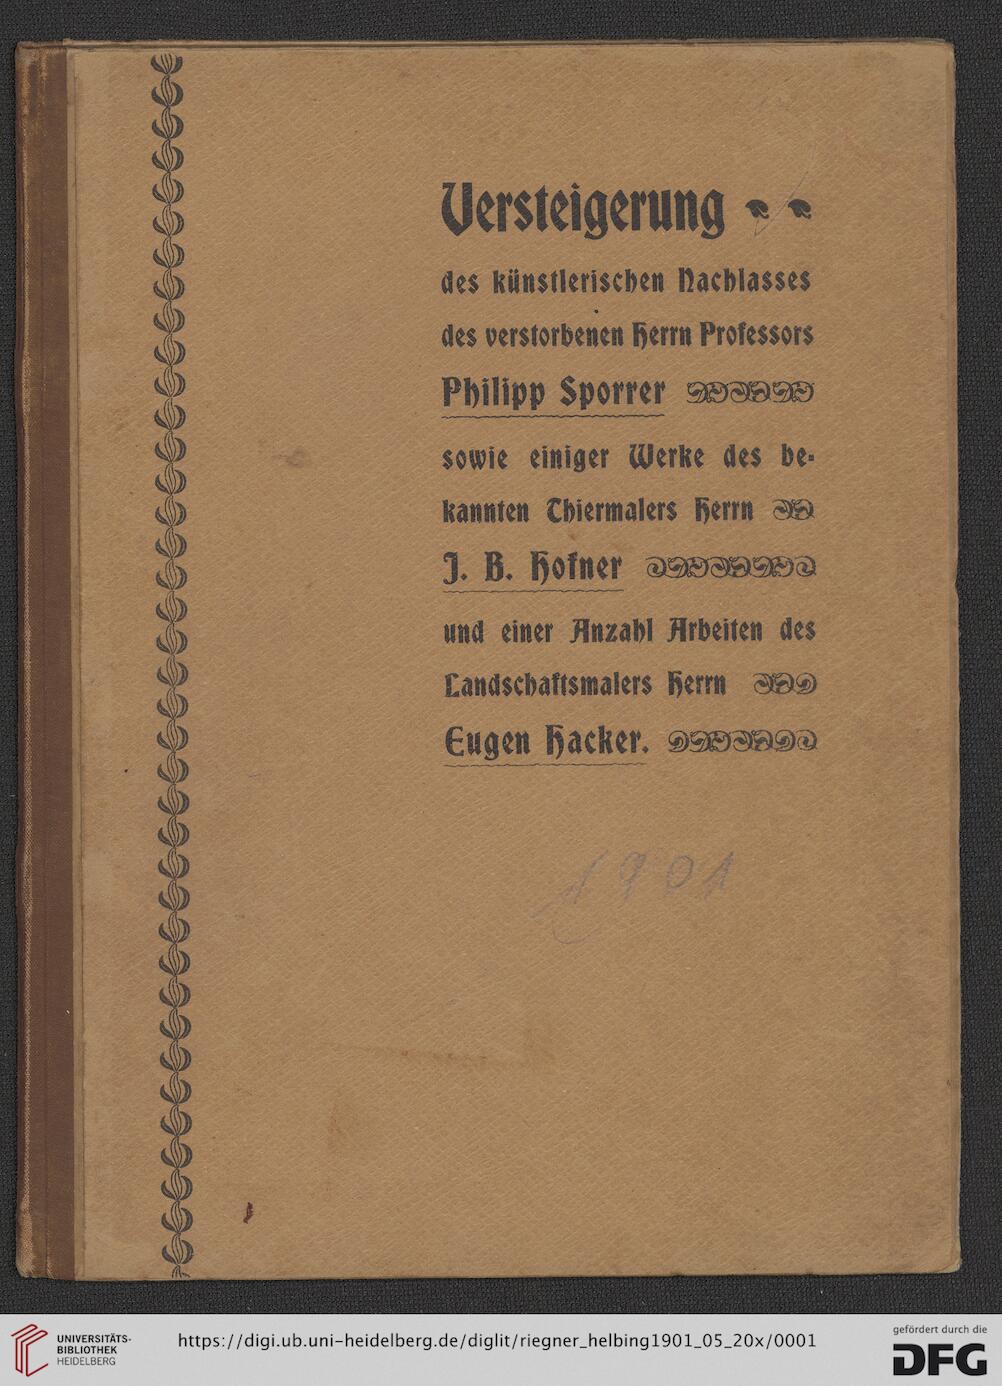 Versteigerung
des künstlerischen Nachlasses
des verstorbenen Herrn Professors
Philipp Sporrer
sowie einiger Werke des be-
kannten Thiermalers Herrn
J. B. Hofner
und einer Anzahl Arbeiten des
Landschaftsmalers Herrn
Eugen Hacker.
1901
UNIVERSITÄTS-
BIBLIOTHEK
HEIDELBERG
https://digi.ub.uni-heidelberg.de/diglit/riegner_helbing1901_05_20x/0001
gefördert durch die
DFG